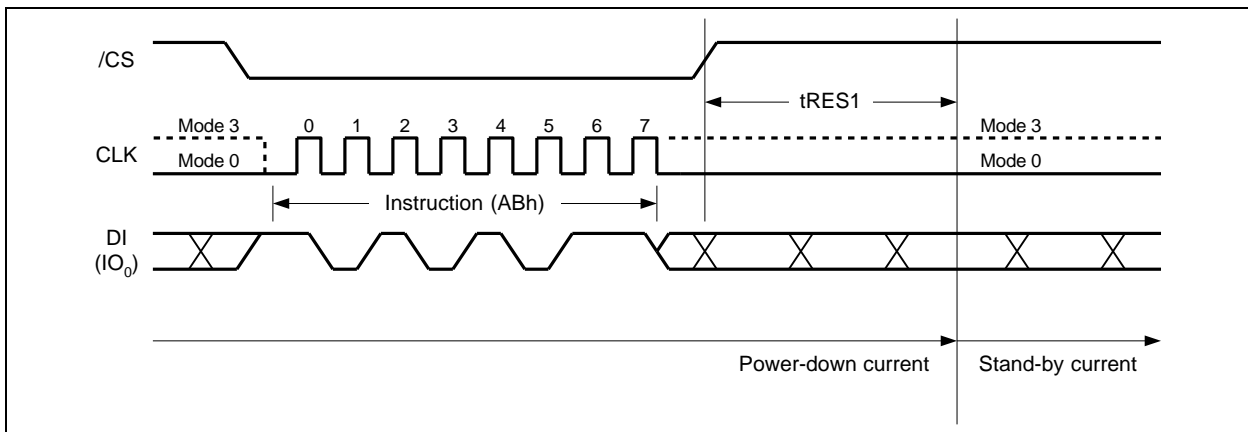 /CS
tRES1
Mode 3 0 1 2 3 4 5 6 7 Mode 3
CLK
Mode 0 Mode 0
Instruction (ABh)
DI
(IO0)
Power-down current Stand-by current